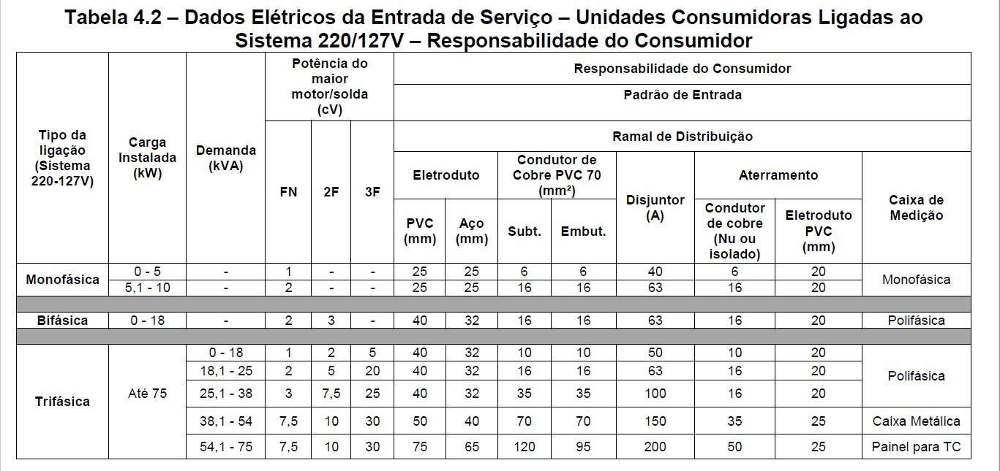 Tabela 4.2 – Dados Elétricos da Entrada de Serviço – Unidades Consumidoras Ligadas ao
Sistema 220/127V – Responsabilidade do Consumidor
Tipo da
ligação
(Sistema
220-127V)
Carga
Instalada
(kW)
Demanda
(kVA)
Potência do
maior
motor/solda
(cV)
FN 2F 3F
Responsabilidade do Consumidor
Padrão de Entrada
Ramal de Distribuição
Eletroduto
PVC
(mm)
Aço
(mm)
Condutor de
Cobre PVC 70
(mm²)
Subt. Embut.
Disjuntor
(A)
Aterramento
Condutor
de cobre
(Nu ou
isolado)
Eletroduto
PVC
(mm)
Caixa de
Medição
Monofásica 0 - 5 - 1 - - 25 25 6 6 40 6 20 Monofásica
5,1 - 10 - 2 - - 25 25 16 16 63 16 20
Bifásica 0 - 18 - 2 3 - 40 32 16 16 63 16 20 Polifásica
Trifásica Até 75 0 - 18 1 2 5 40 32 10 10 50 10 20 Polifásica
18,1 - 25 2 5 20 40 32 16 16 63 16 20
25,1 - 38 3 7,5 25 40 32 35 35 100 16 20
38,1 - 54 7,5 10 30 50 40 70 70 150 35 25 Caixa Metálica
54,1 - 75 7,5 10 30 75 65 120 95 200 50 25 Painel para TC